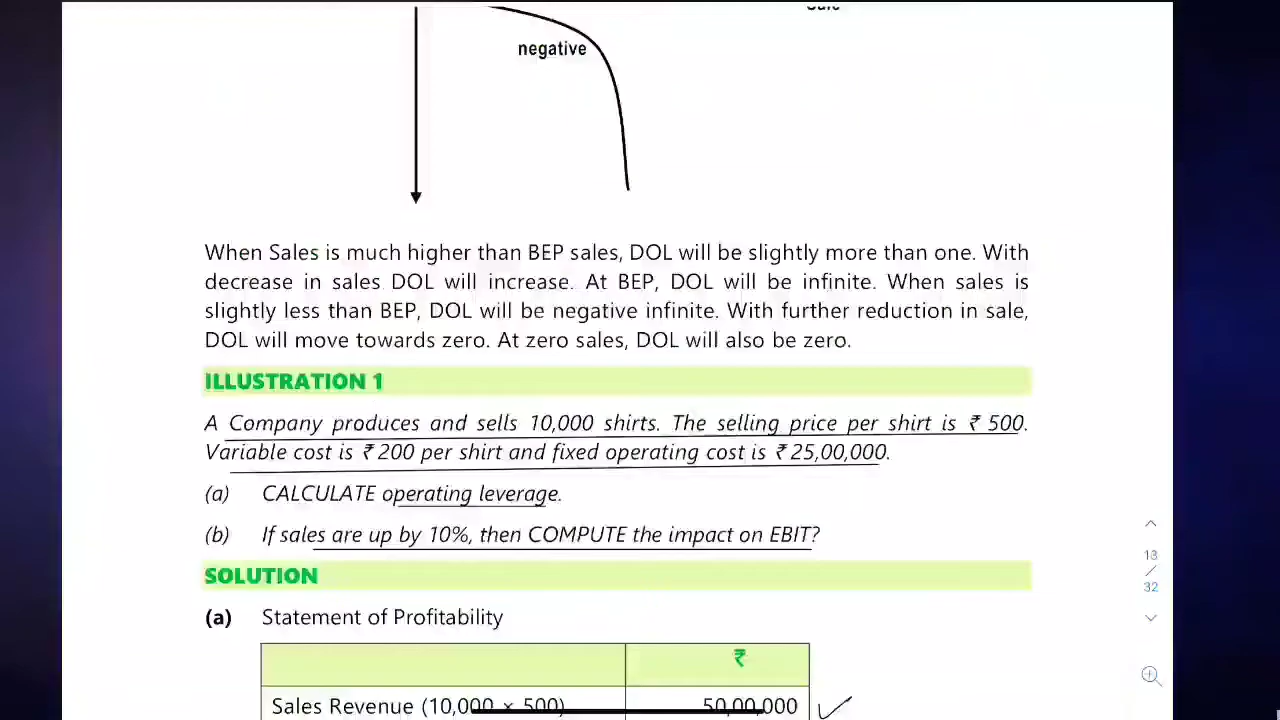 negative
When Sales is much higher than BEP sales, DOL will be slightly more than one. With
decrease in sales DOL will increase. At BEP, DOL will be infinite. When sales is
slightly less than BEP, DOL will be negative infinite. With further reduction in sale,
DOL will move towards zero. At zero sales, DOL will also be zero.
ILLUSTRATION 1
A Company produces and sells 10,000 shirts. The selling price per shirt is ₹ 500.
Variable cost is ₹ 200 per shirt and fixed operating cost is ₹ 25,00,000.
(a) CALCULATE operating leverage.
(b) If sales are up by 10%, then COMPUTE the impact on EBIT?
13
/
32
SOLUTION
(a) Statement of Profitability
₹
Sales Revenue (10,000 × 500) 50,00,000